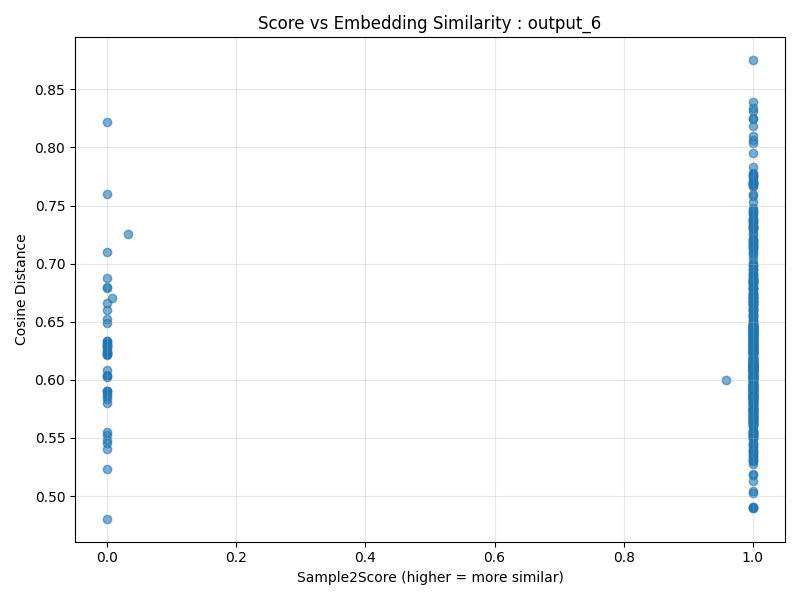 Score vs Embedding Similarity : output_6
Cosine Distance
0.85
0.80
0.75
0.70
0.65
0.60
0.55
0.50
0.0 0.2 0.4 0.6 0.8 1.0
Sample2Score (higher = more similar)